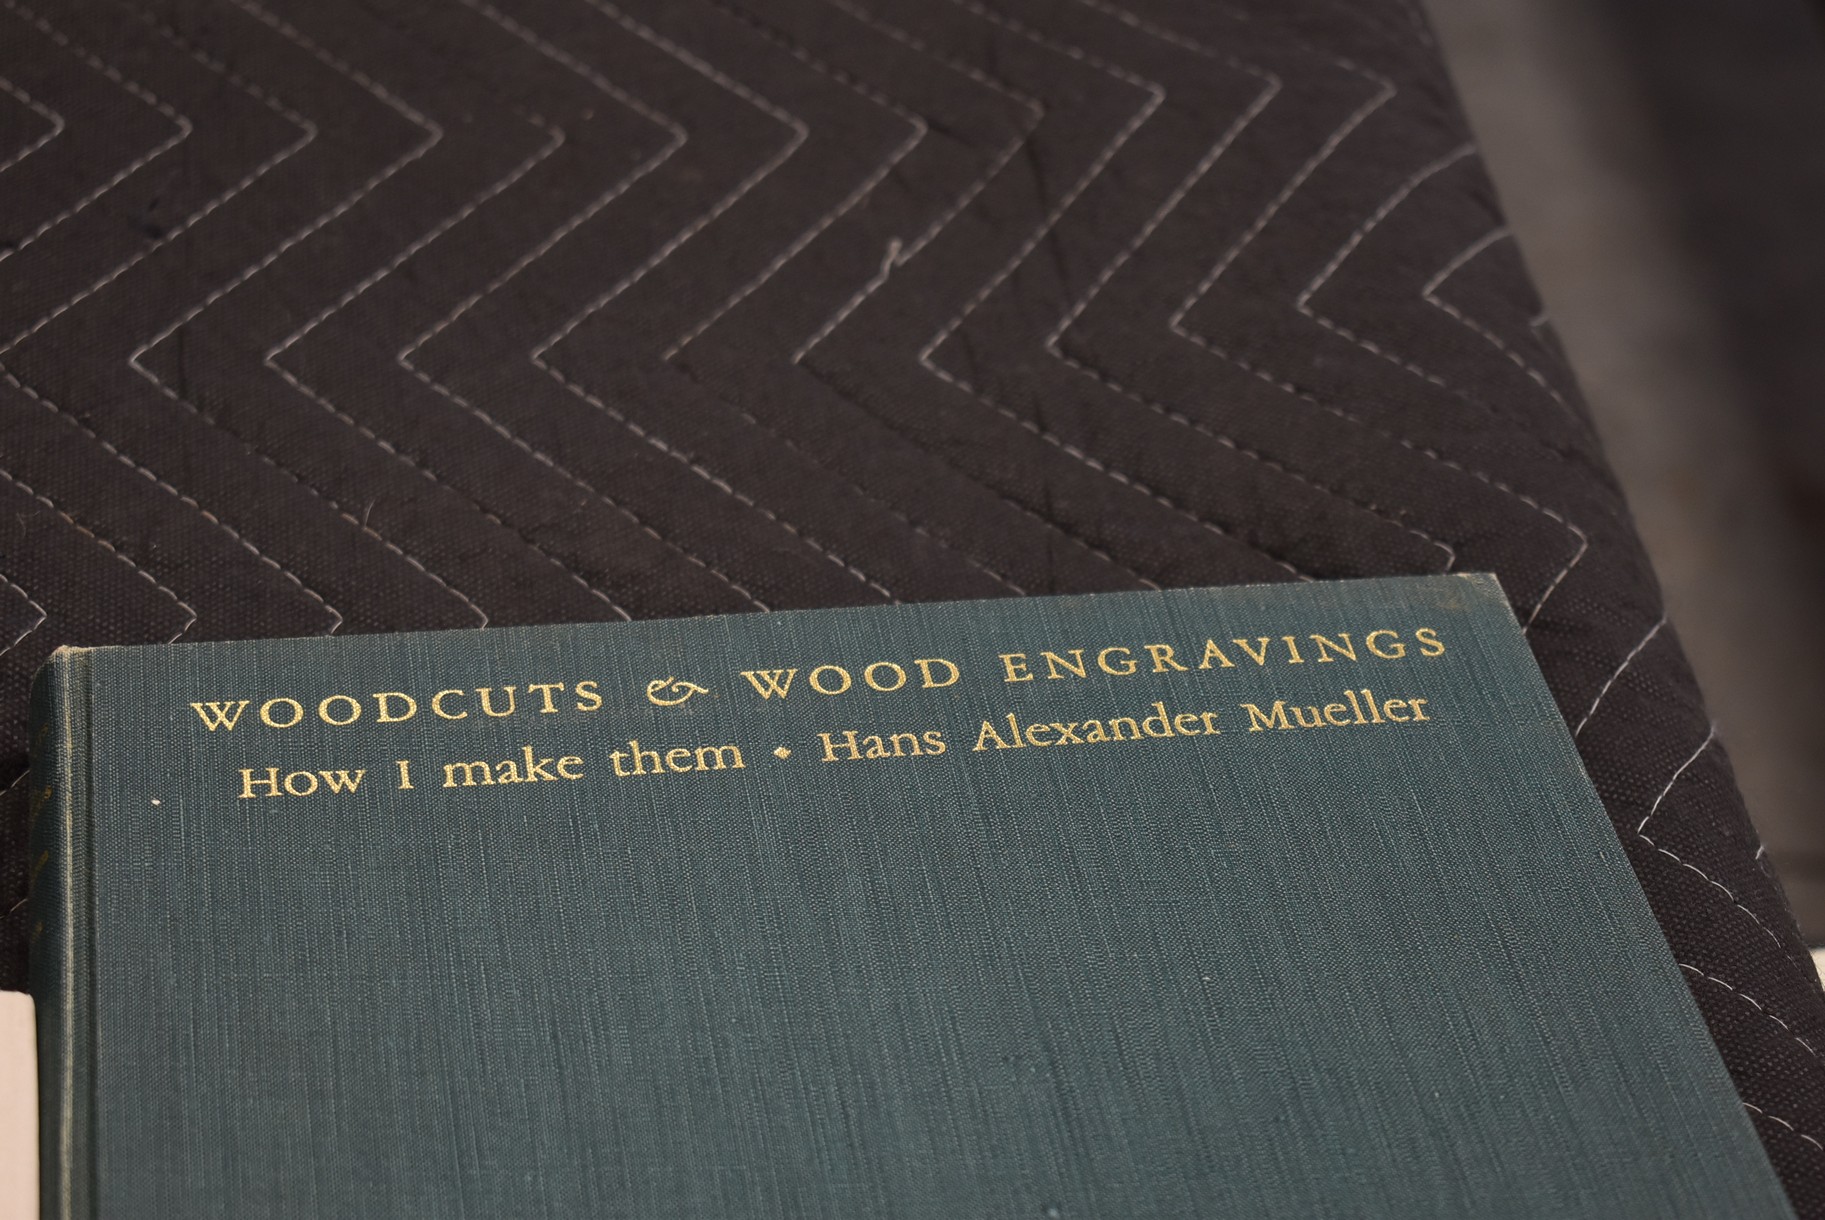 WOODCUTS & WOOD ENGRAVINGS
How I make them • Hans Alexander Mueller